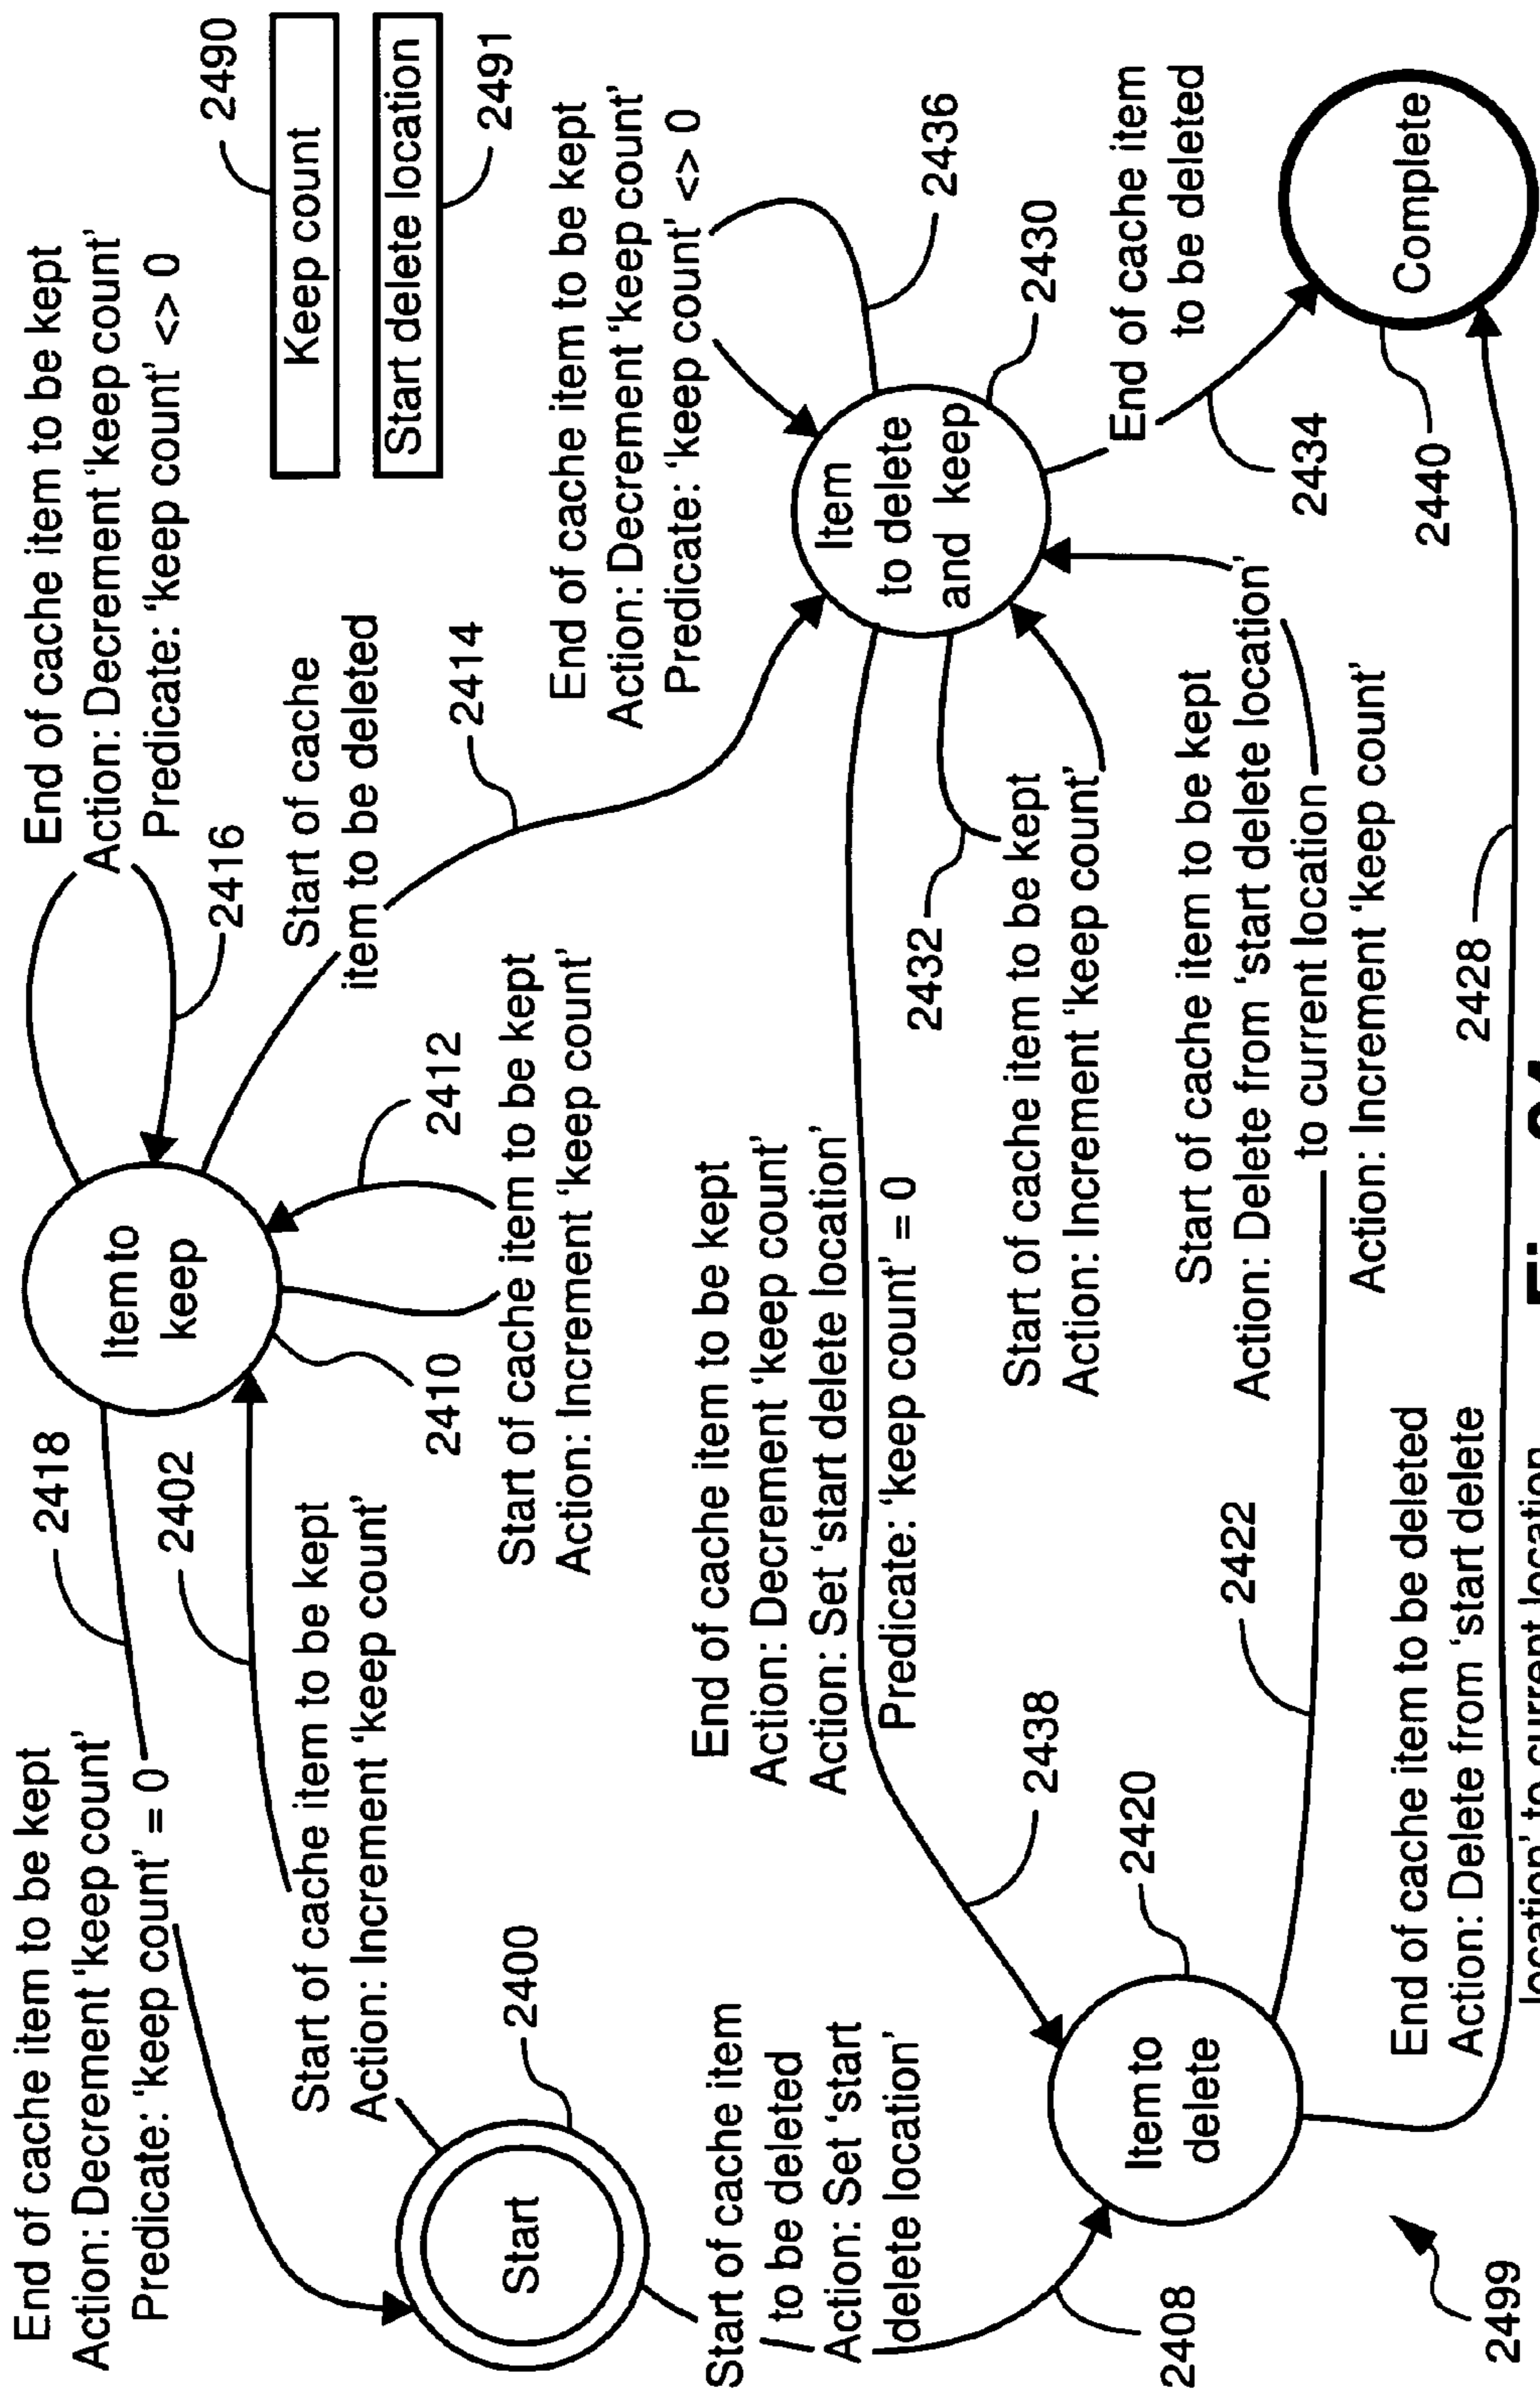 End of cache item to be kept
Action: Decrement 'keep count'
Predicate: 'keep count' = 0
2418
2402
Start of cache item to be kept
Action: Increment 'keep count'
Start
2400
Item to
keep
2410
End of cache item to be kept
Action: Decrement 'keep count'
Predicate: 'keep count' <> 0
2416
2412
Start of cache item to be kept
Action: Increment 'keep count'
Start of cache
item to be deleted
2414
2490
Keep count
Start delete location
2491
End of cache item to be kept
Action: Decrement 'keep count'
Predicate: 'keep count' <> 0
2436
End of cache item to be kept
Action: Decrement 'keep count'
Action: Set 'start delete location'
Predicate: 'keep count' = 0
2438
Item
to delete
and keep
2430
2432
Start of cache item to be kept
Action: Increment 'keep count'
Start of cache item
to be deleted
Action: Set 'start
delete location'
2408
Item to
delete
2420
2422
Start of cache item to be kept
Action: Delete from 'start delete location'
to current location
Action: Increment 'keep count'
End of cache item
to be deleted
2434
2440
Complete
2428
End of cache item to be deleted
Action: Delete from 'start delete
location' to current location
2499